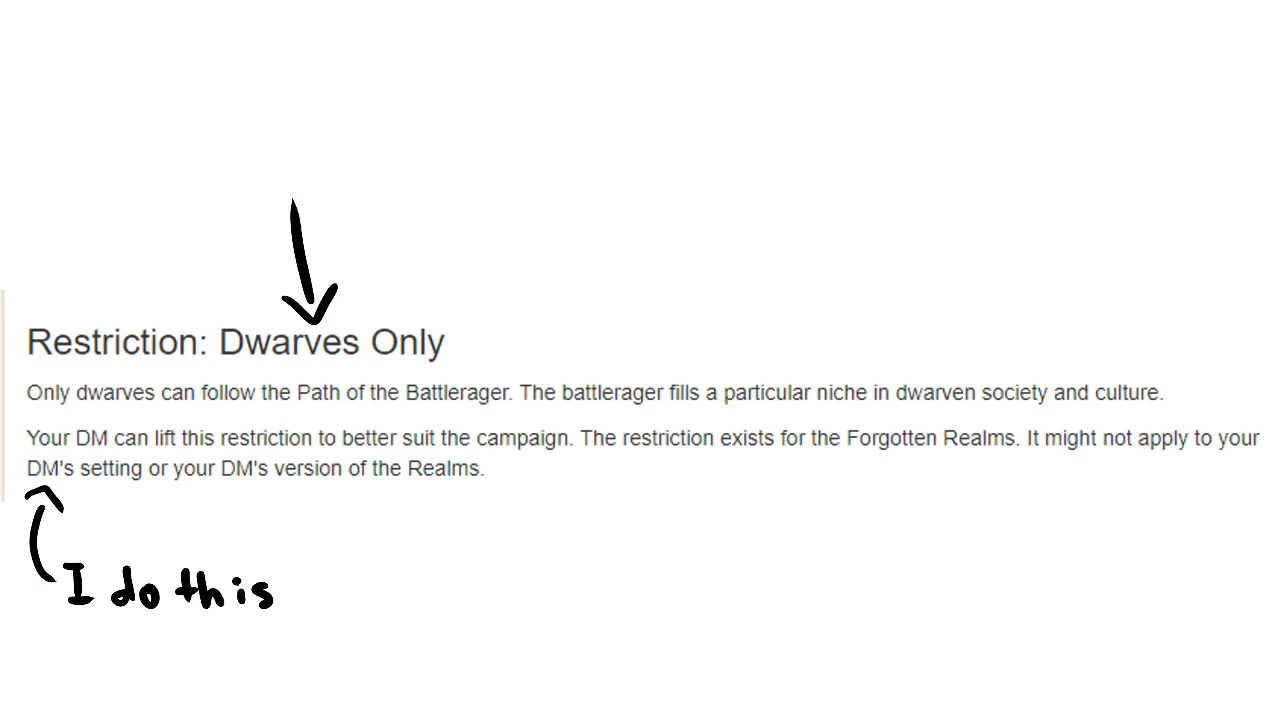 Restriction: Dwarves Only
Only dwarves can follow the Path of the Battlerager. The battlerager fills a particular niche in dwarven society and culture.
Your DM can lift this restriction to better suit the campaign. The restriction exists for the Forgotten Realms. It might not apply to your
DM's setting or your DM's version of the Realms.
I do this